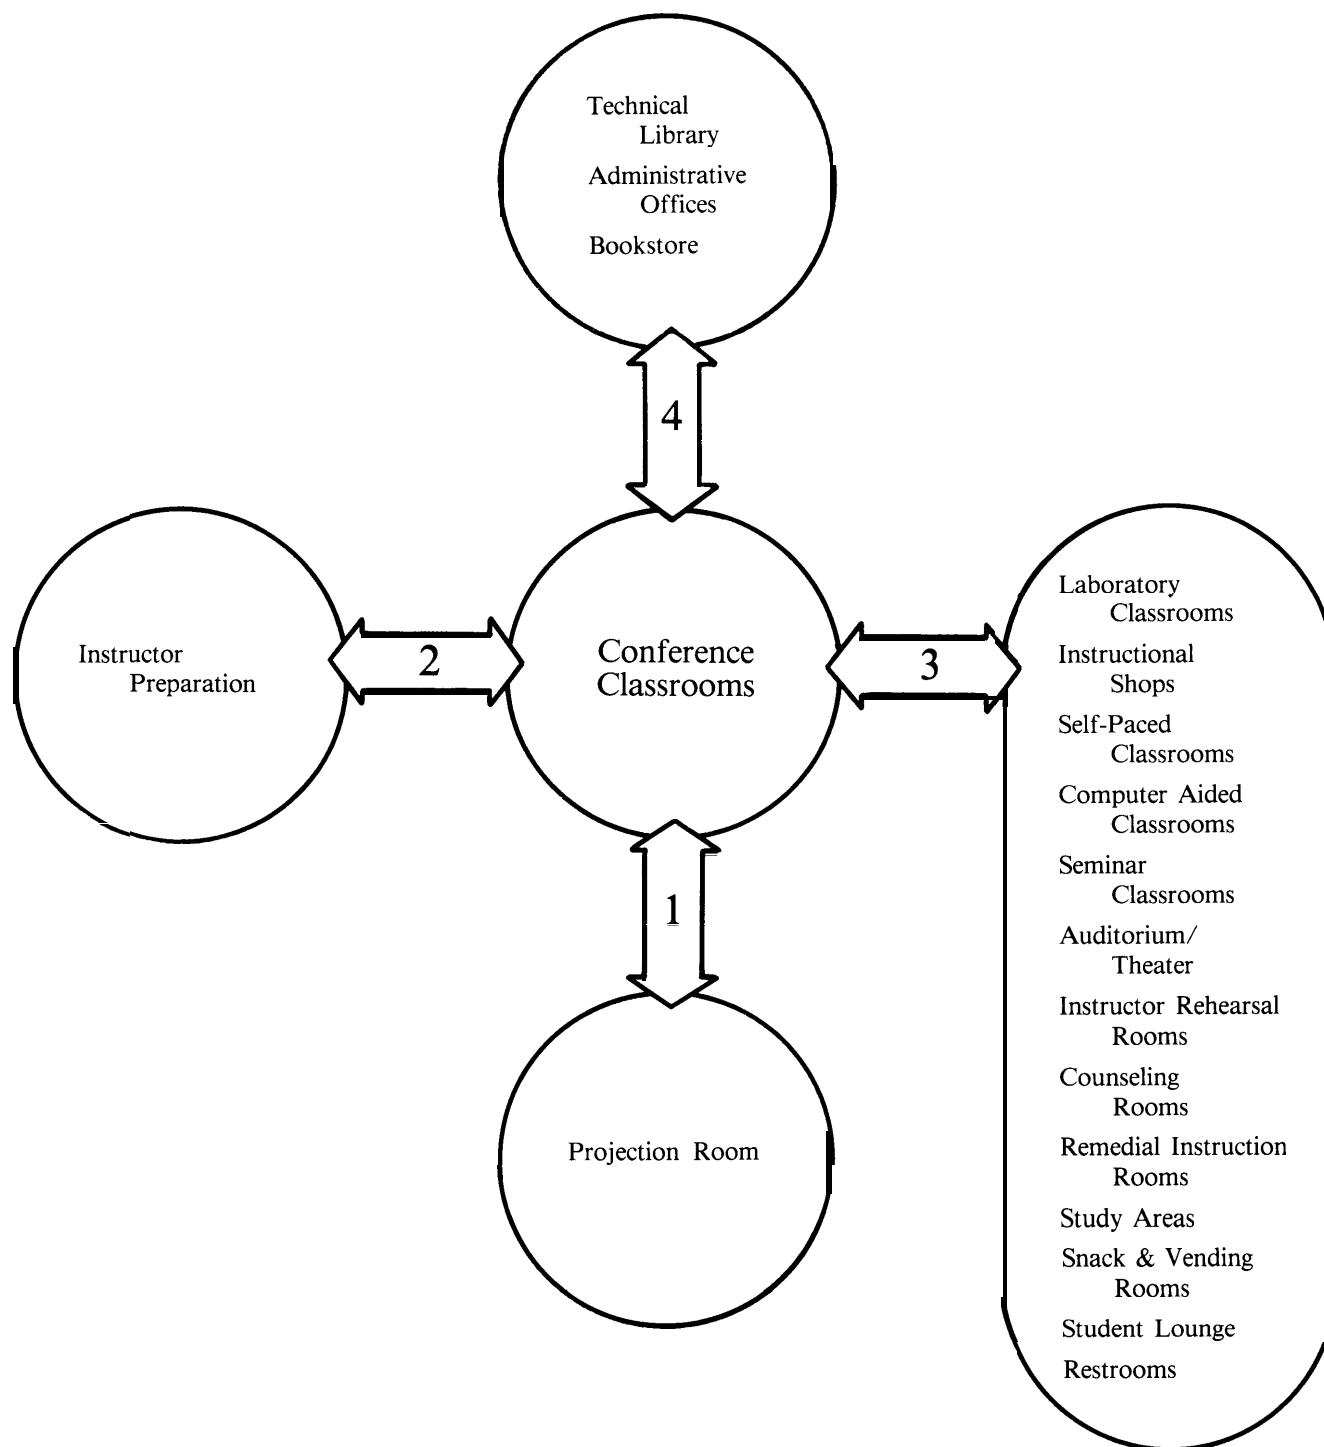 Technical
Library
Administrative
Offices
Bookstore
4
Instructor
Preparation
2
Conference
Classrooms
3
Laboratory
Classrooms
Instructional
Shops
Self-Paced
Classrooms
Computer Aided
Classrooms
Seminar
Classrooms
Auditorium/
Theater
Instructor Rehearsal
Rooms
Counseling
Rooms
Remedial Instruction
Rooms
Study Areas
Snack & Vending
Rooms
Student Lounge
Restrooms
1
Projection Room